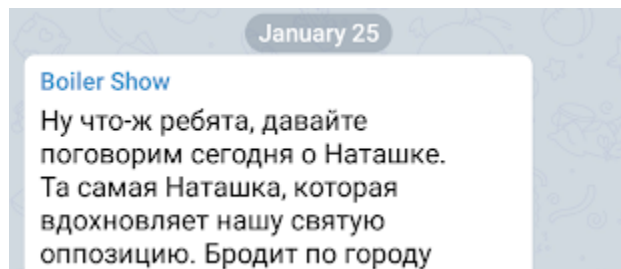 January 25
Boiler Show
Ну что-ж ребята, давайте
поговорим сегодня о Наташке.
Та самая Наташка, которая
вдохновляет нашу святую
оппозицию. Бродит по городу